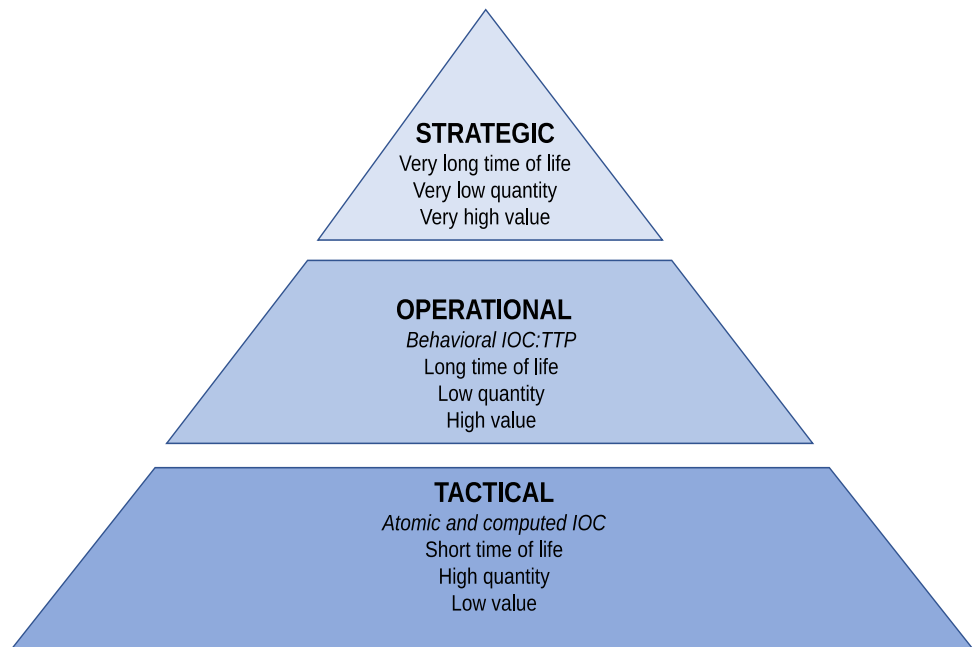 STRATEGIC
Very long time of life
Very low quantity
Very high value
OPERATIONAL
Behavioral IOC:TTP
Long time of life
Low quantity
High value
TACTICAL
Atomic and computed IOC
Short time of life
High quantity
Low value